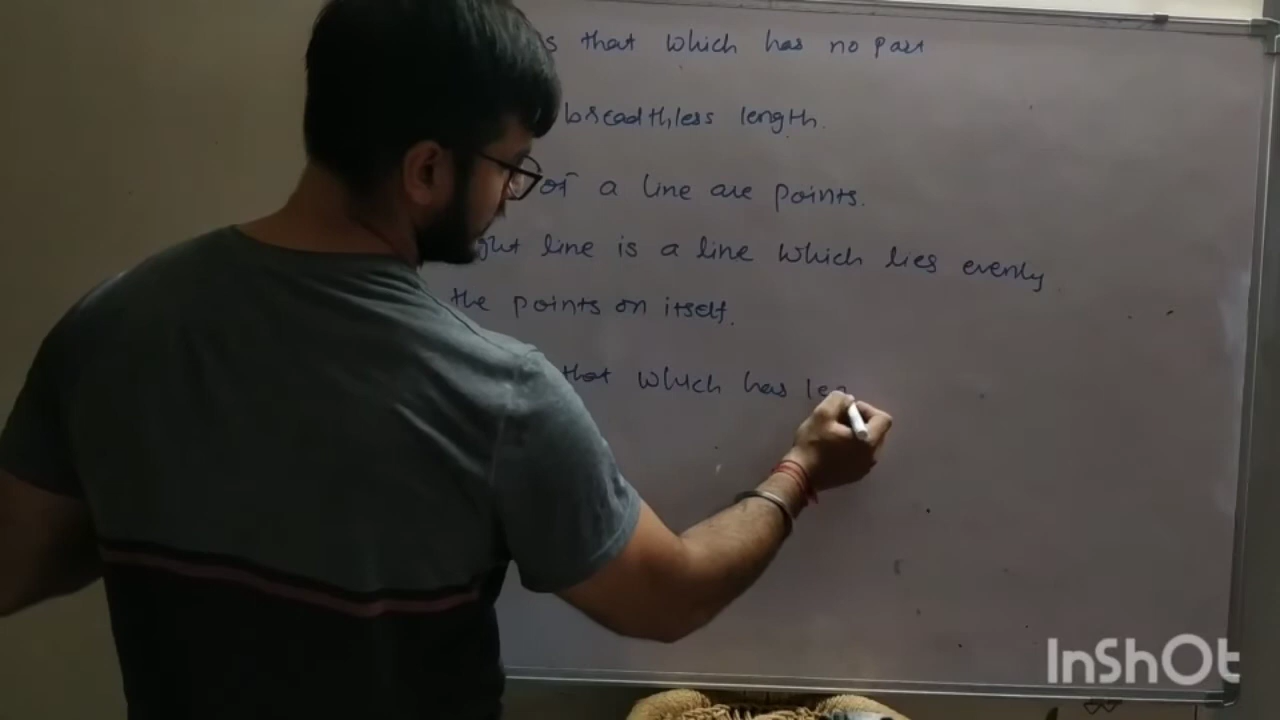 s that which has no part
breadthless length.
of a line are points.
ght line is a line which lies evenly
the points on itself.
that which has len
InShOt